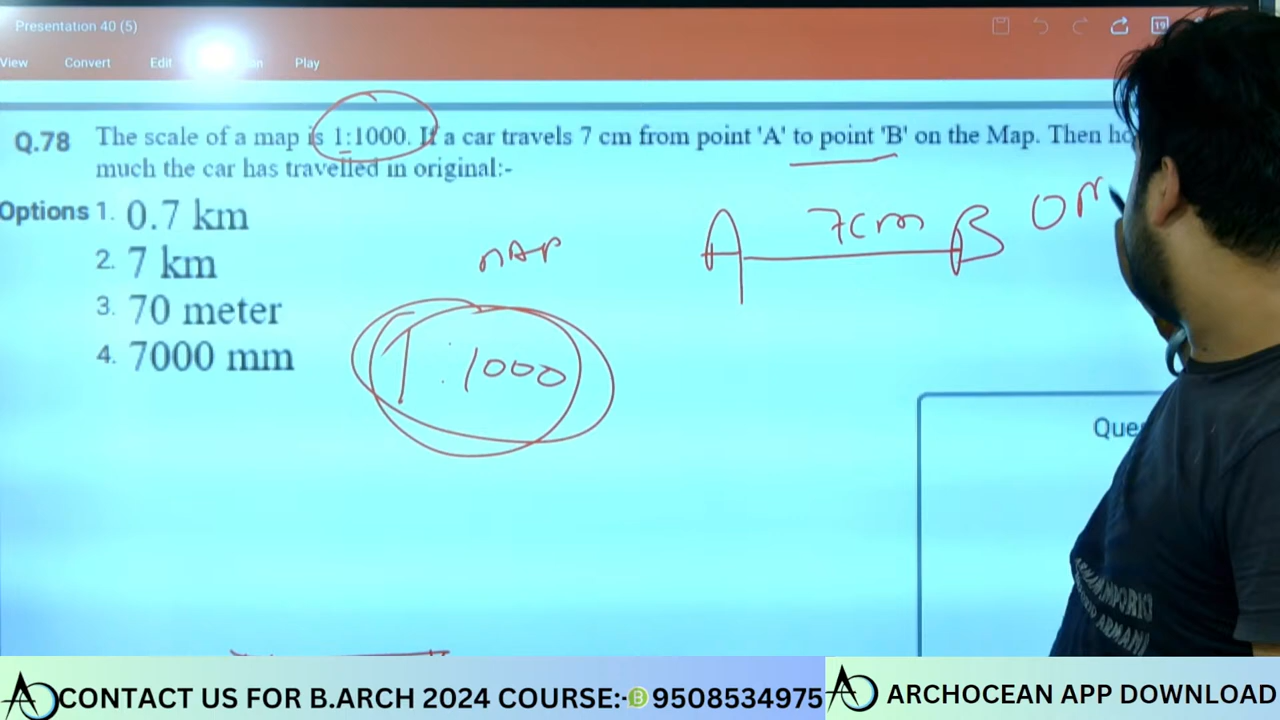 Presentation 40 (5)
View Convert Edit Play
19
Q.78 The scale of a map is 1:1000. If a car travels 7 cm from point 'A' to point 'B' on the Map. Then
much the car has travelled in original:-
Options 1. 0.7 km
2. 7 km
3. 70 meter
4. 7000 mm
MAP
1 : 1000
A 7cm B
ARCHOCEAN APP DOWNLOAD
CONTACT US FOR B.ARCH 2024 COURSE:- 9508534975